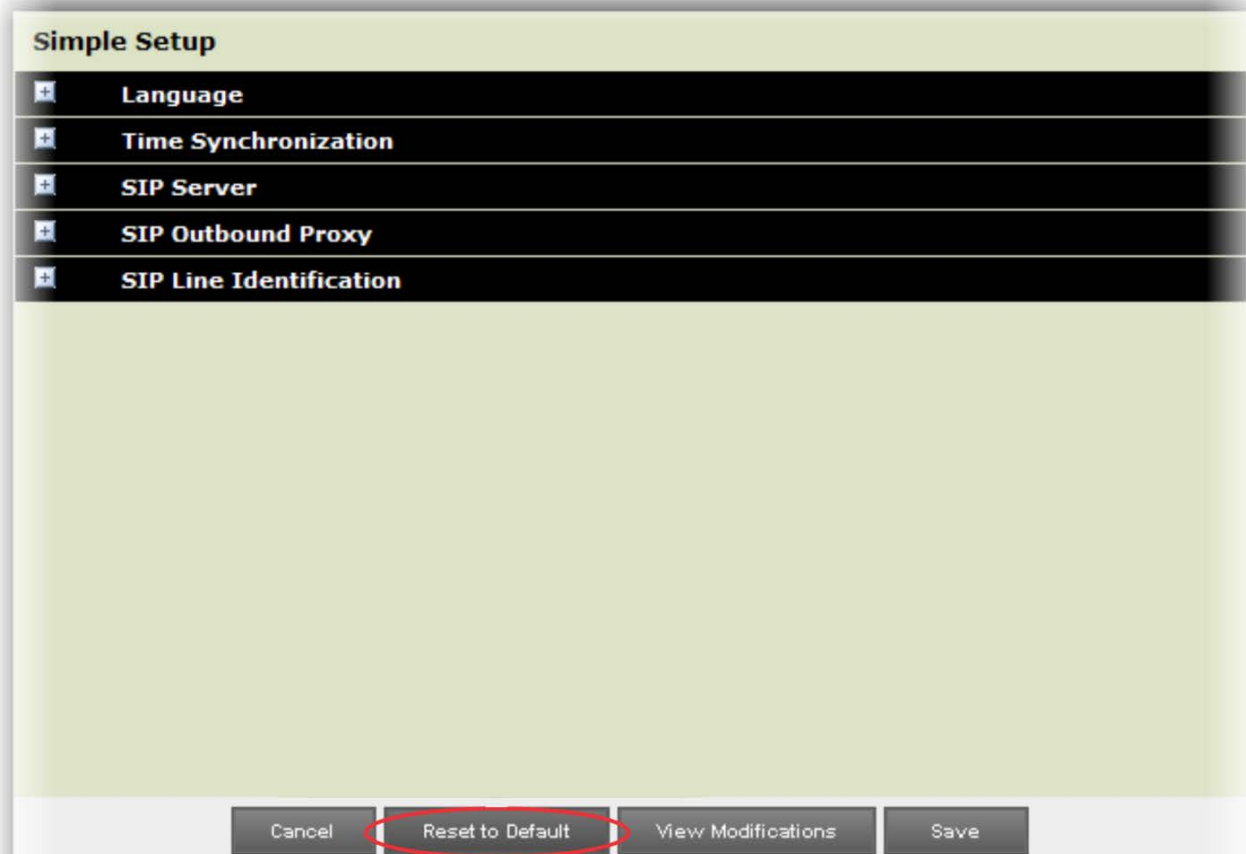 Simple Setup
Language
Time Synchronization
SIP Server
SIP Outbound Proxy
SIP Line Identification
Cancel
Reset to Default
View Modifications
Save